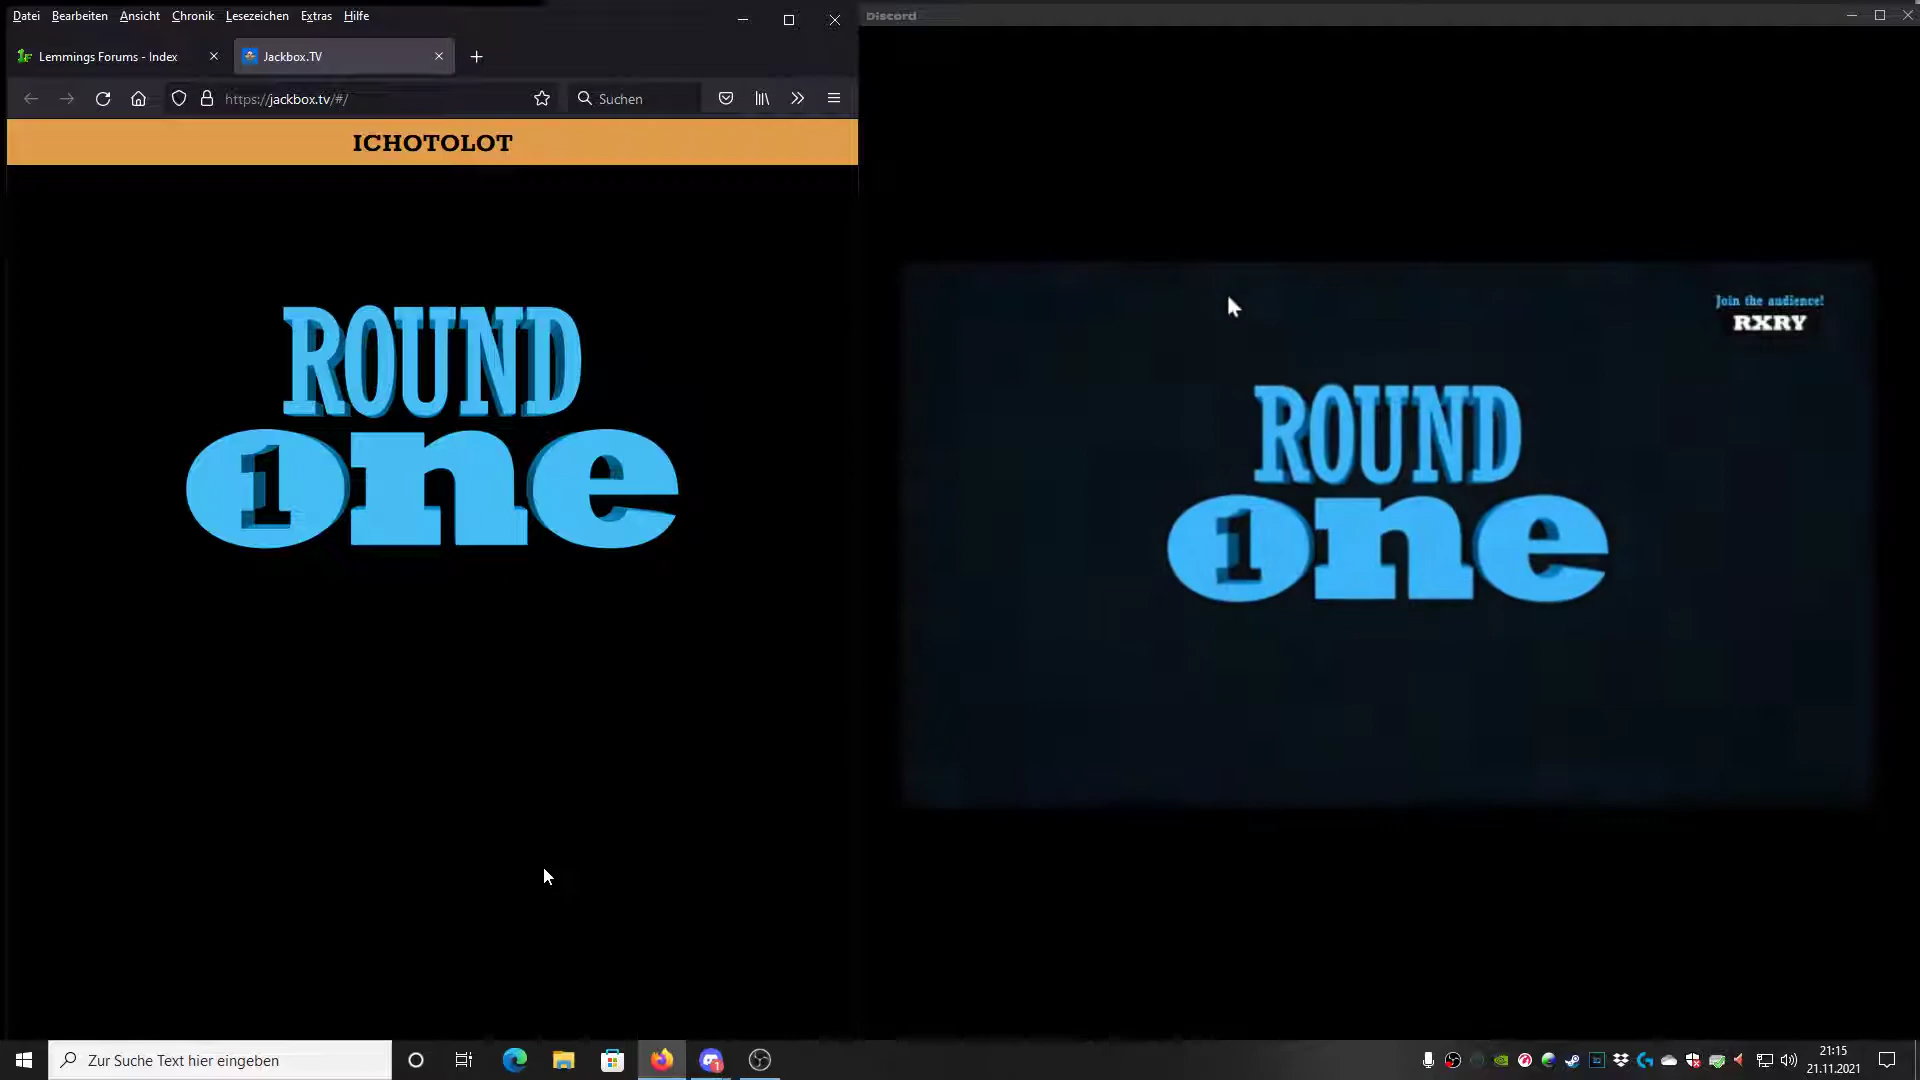 Datei Bearbeiten Ansicht Chronik Lesezeichen Extras Hilfe
Discord
Lemmings Forums - Index
Jackbox.TV
https://jackbox.tv/#/
Suchen
ICHOTOLOT
ROUND
1
One
Join the audience!
RXRY
ROUND
1
One
Zur Suche Text hier eingeben
1
21:15
21.11.2021